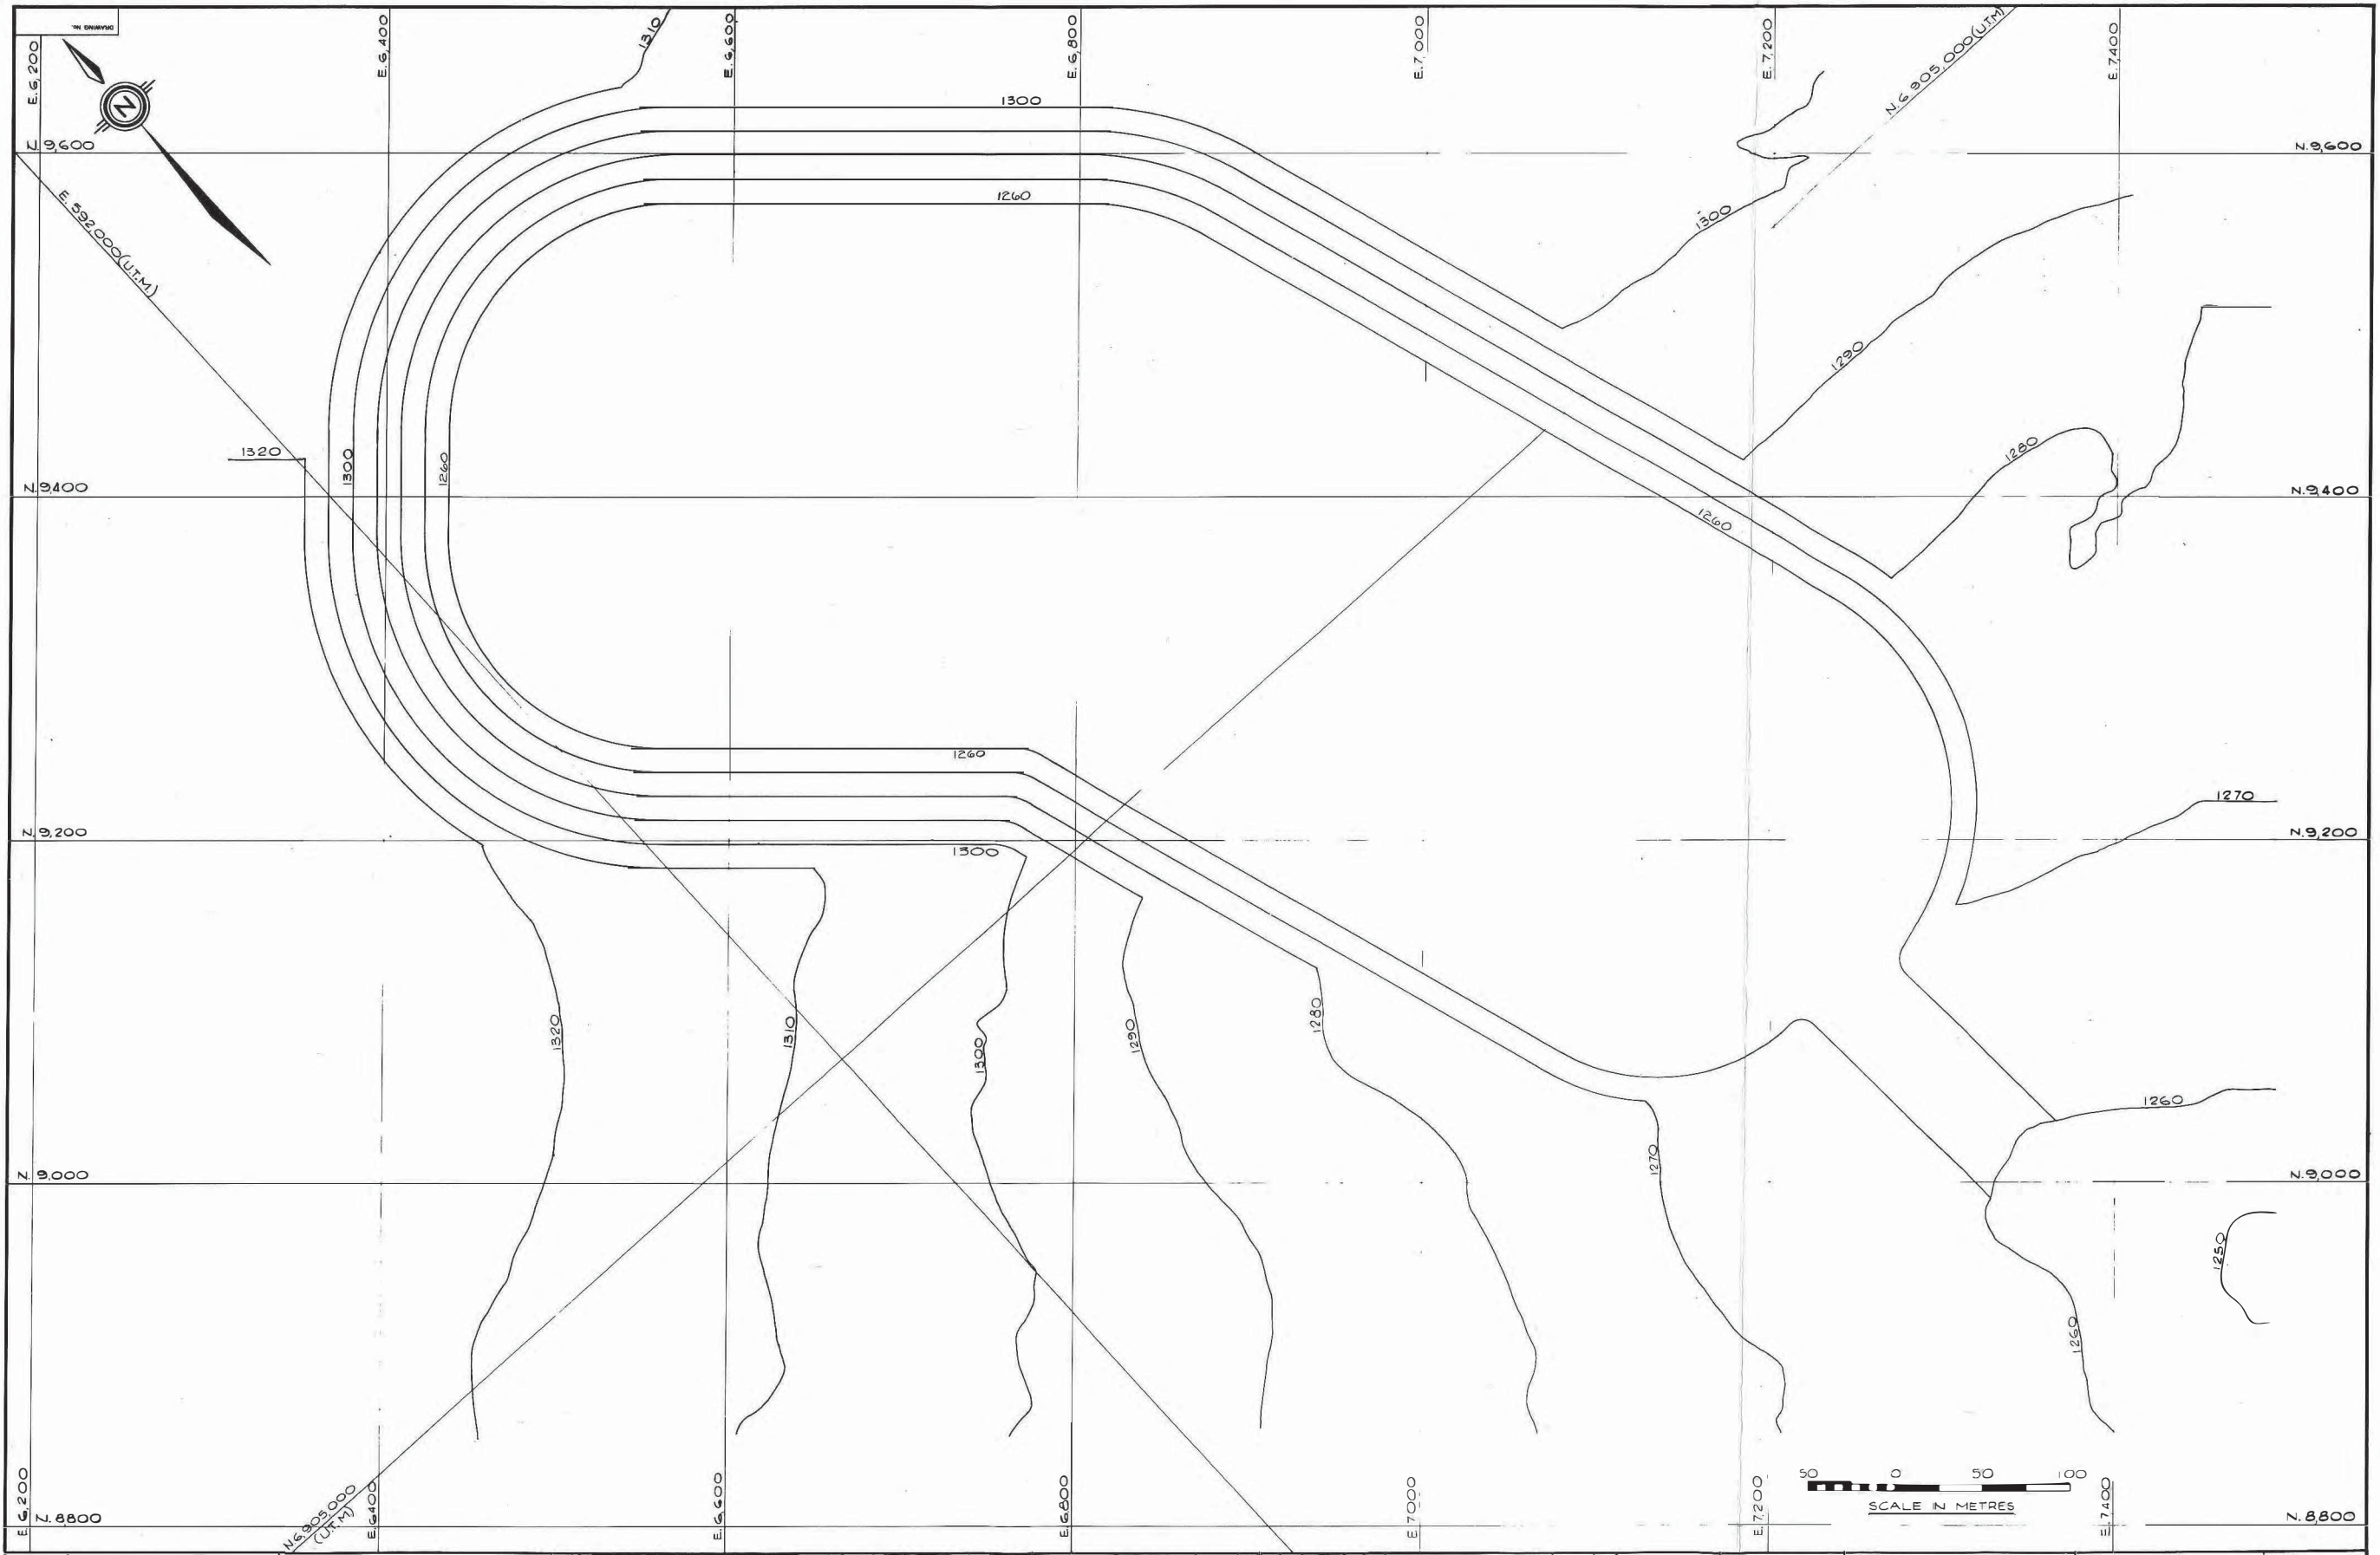 DRAWING No.
E. 6,200
E. 6,400
1310
E. 6,600
E. 6,800
E. 7,000
E. 7,200
N. 6 905,000 (U.T.M)
E. 7,400
N
1300
N. 9,600
N. 9,600
E. 592,000 (U.T.M.)
1260
1300
1290
1320
1300
1260
1280
N. 9,400
N. 9,400
1260
1260
1270
N. 9,200
N. 9,200
1300
1320
1310
1300
1290
1280
1270
1260
N. 9,000
N. 9,000
1250
1260
50 0 50 100
SCALE IN METRES
E. 6,200
N. 8800
N. 6,905,000
(U.T.M)
E. 6400
E. 6,600
E. 6,800
E. 7000
E. 7,200
E. 7,400
N. 8,800